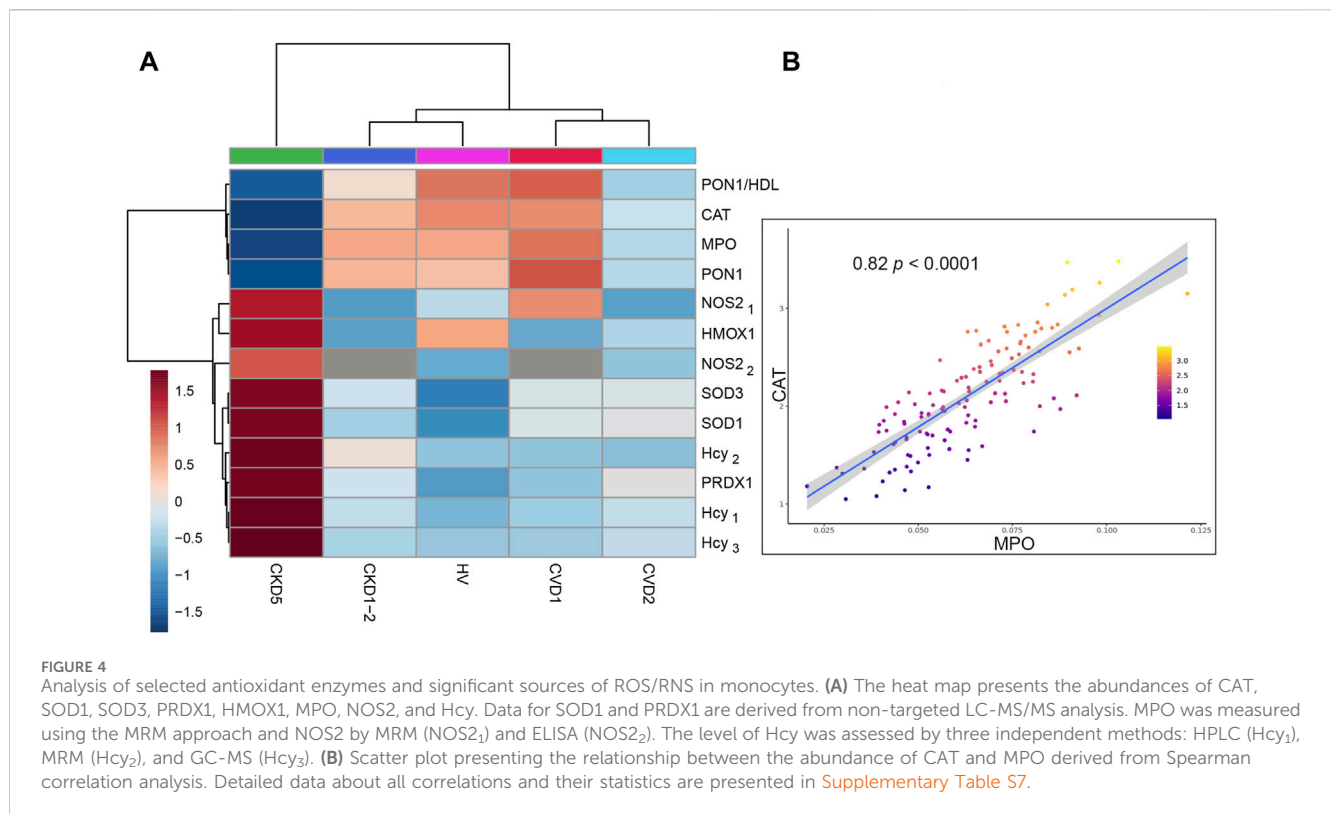 A
B
PON1/HDL
CAT
MPO
PON1
NOS2 1
HMOX1
NOS2 2
SOD3
SOD1
Hcy 2
PRDX1
Hcy 1
Hcy 3
1.5
1
0.5
0
−0.5
−1
−1.5
CKD5
CKD1−2
HV
CVD1
CVD2
0.82 p < 0.0001
CAT
3
2
1
3.0
2.5
2.0
1.5
0.025
0.050
0.075
0.100
0.125
MPO
FIGURE 4
Analysis of selected antioxidant enzymes and significant sources of ROS/RNS in monocytes. (A) The heat map presents the abundances of CAT,
SOD1, SOD3, PRDX1, HMOX1, MPO, NOS2, and Hcy. Data for SOD1 and PRDX1 are derived from non-targeted LC-MS/MS analysis. MPO was measured
using the MRM approach and NOS2 by MRM (NOS2₁) and ELISA (NOS2₂). The level of Hcy was assessed by three independent methods: HPLC (Hcy₁),
MRM (Hcy₂), and GC-MS (Hcy₃). (B) Scatter plot presenting the relationship between the abundance of CAT and MPO derived from Spearman
correlation analysis. Detailed data about all correlations and their statistics are presented in Supplementary Table S7.